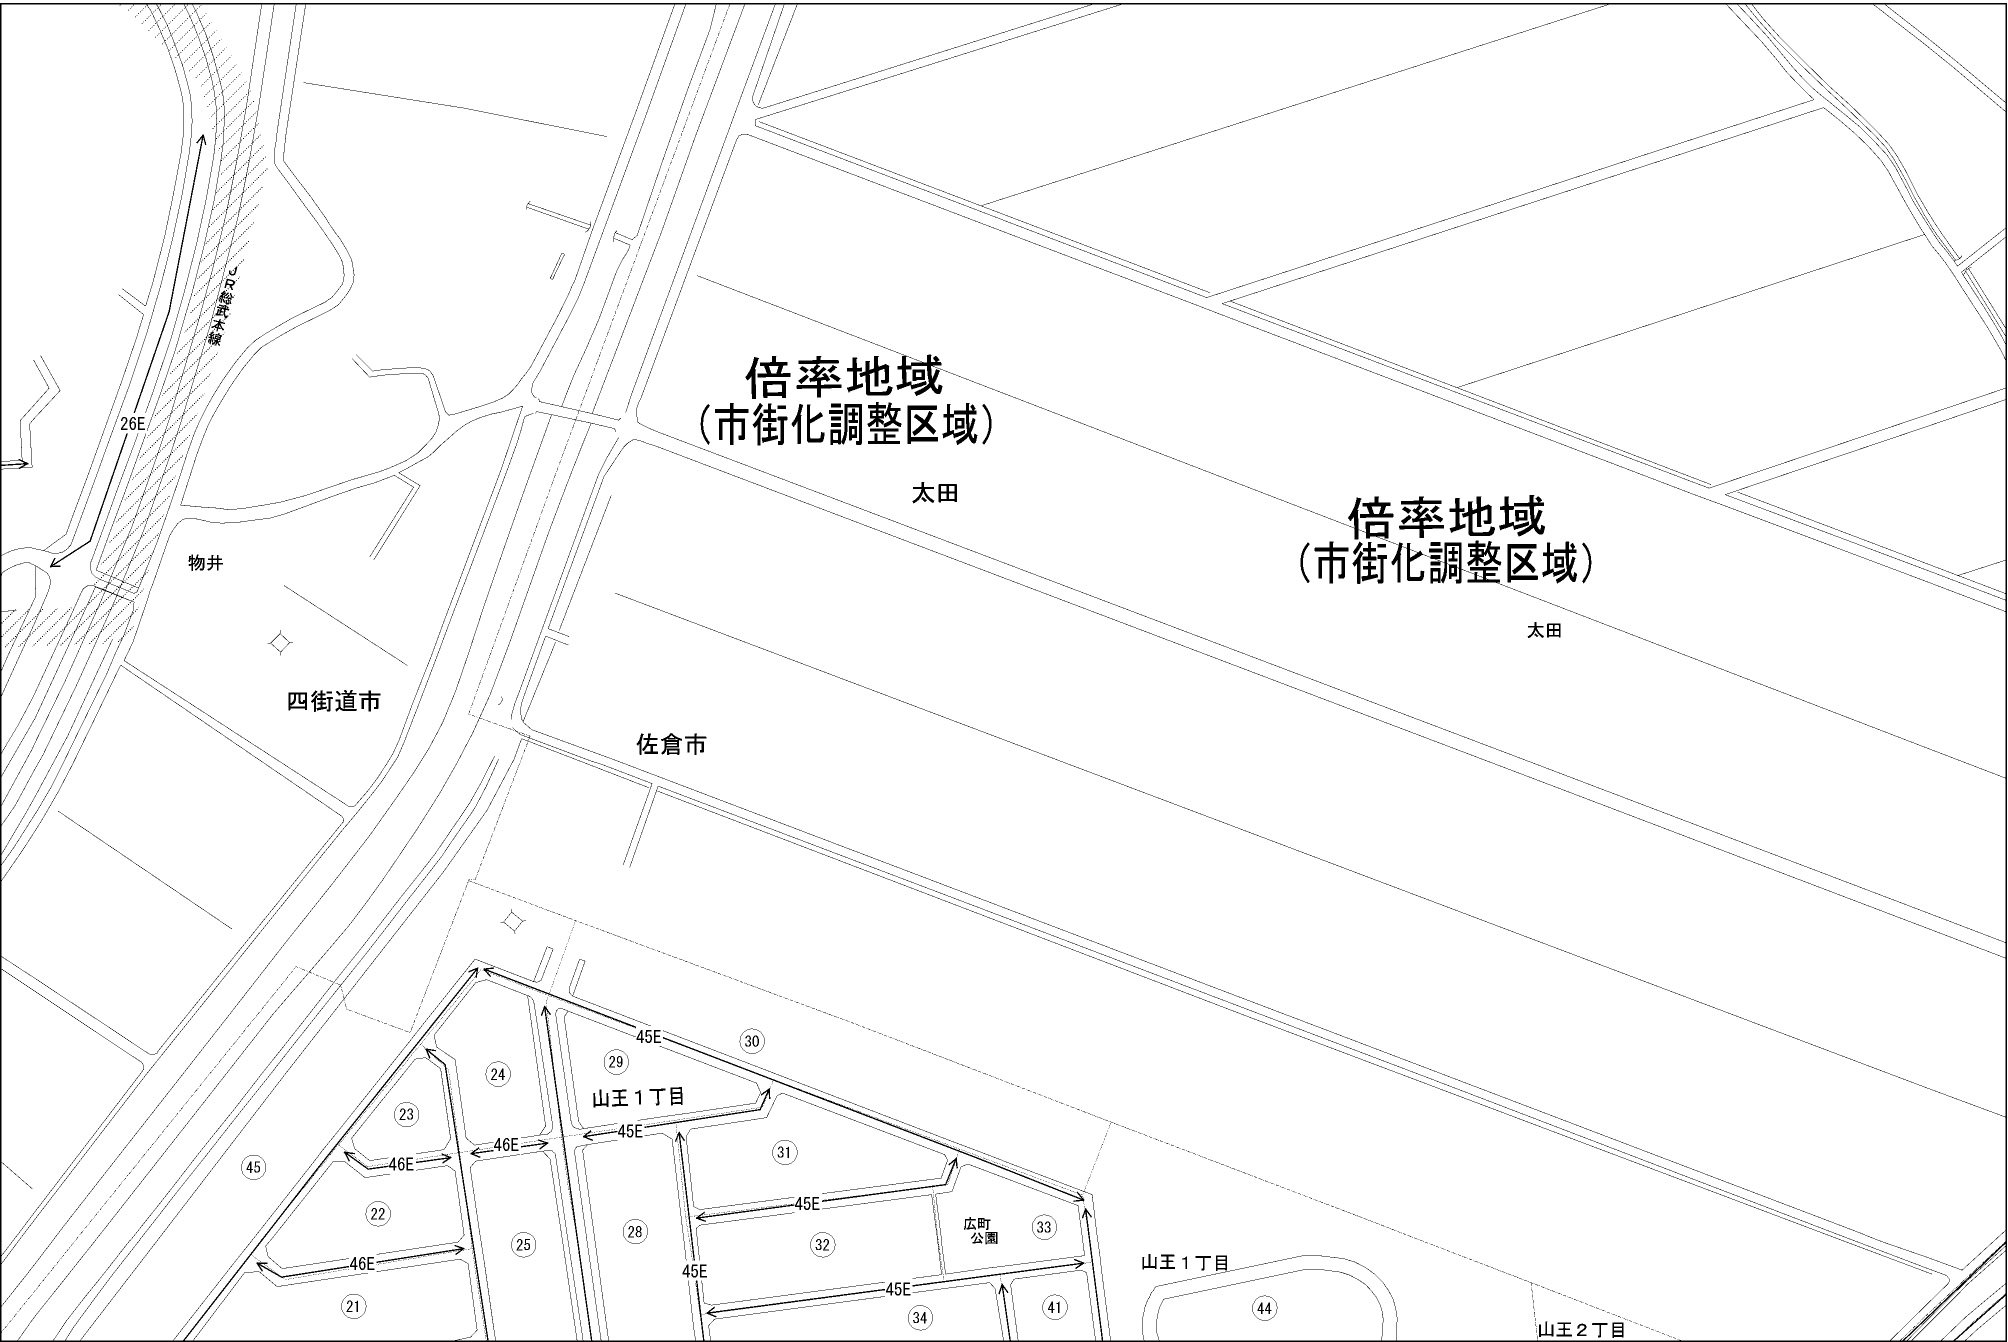 JR総武本線
倍率地域
（市街化調整区域）
26E
太田
倍率地域
（市街化調整区域）
物井
太田
四街道市
佐倉市
45E
30
29
24
山王１丁目
23
46E
45E
31
46E
45
45E
22
広町
公園
33
28
25
32
46E
45E
山王１丁目
45E
21
34
41
44
山王２丁目